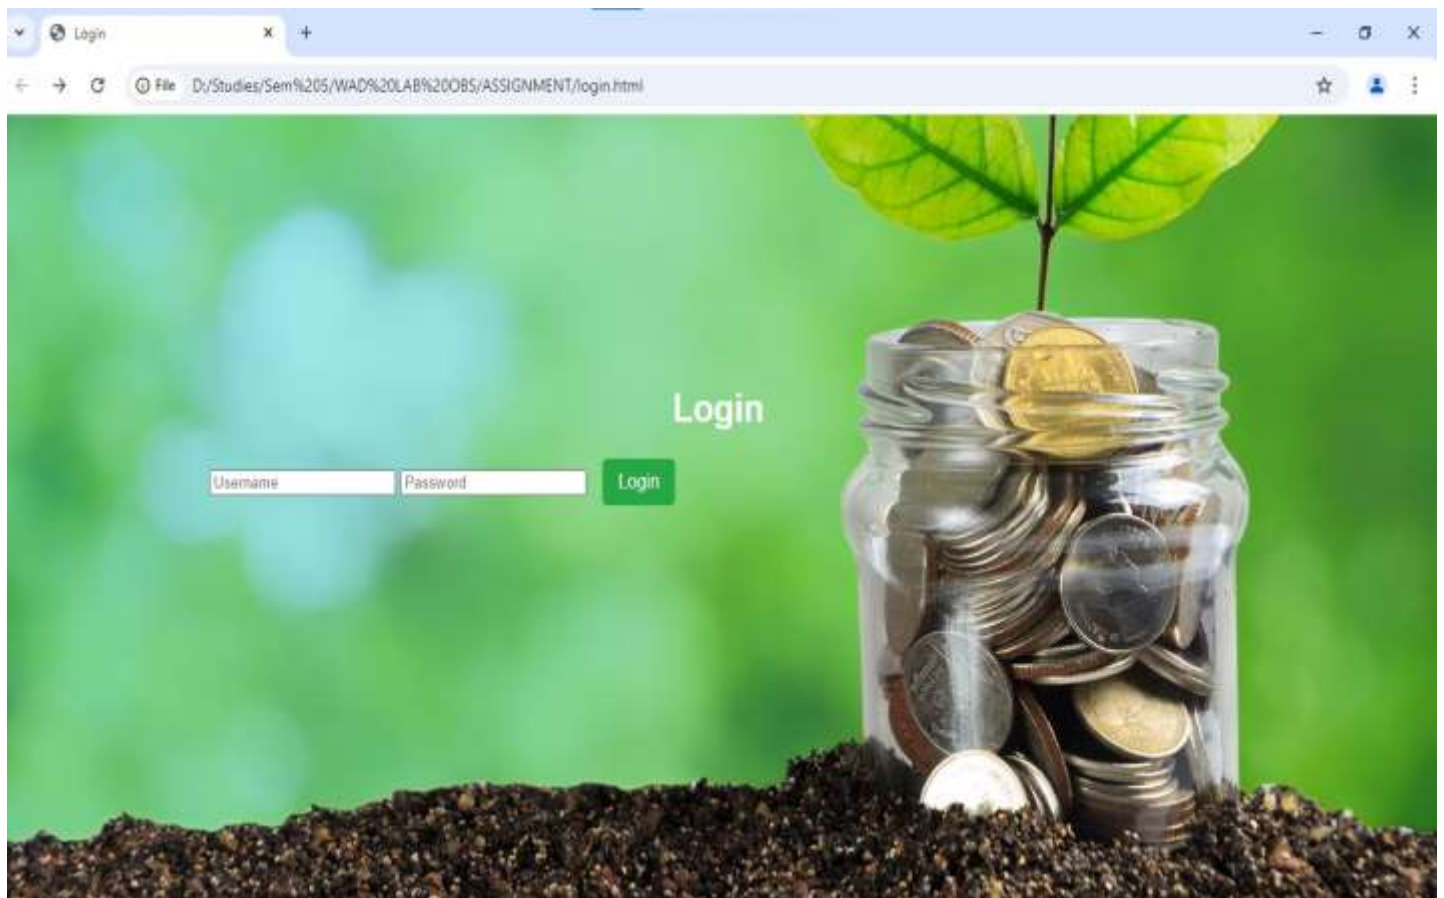 Login
File D:/Studies/Sem%205/WAD%20LAB%20OBS/ASSIGNMENT/login.html
Login
Username Password Login